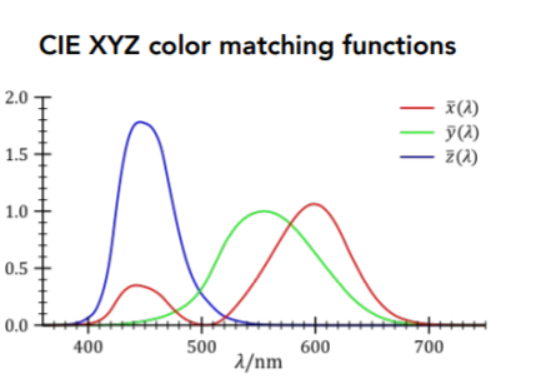 CIE XYZ color matching functions
2.0
1.5
1.0
0.5
0.0
x̄(λ)
ȳ(λ)
z̄(λ)
400 500 600 700
λ/nm